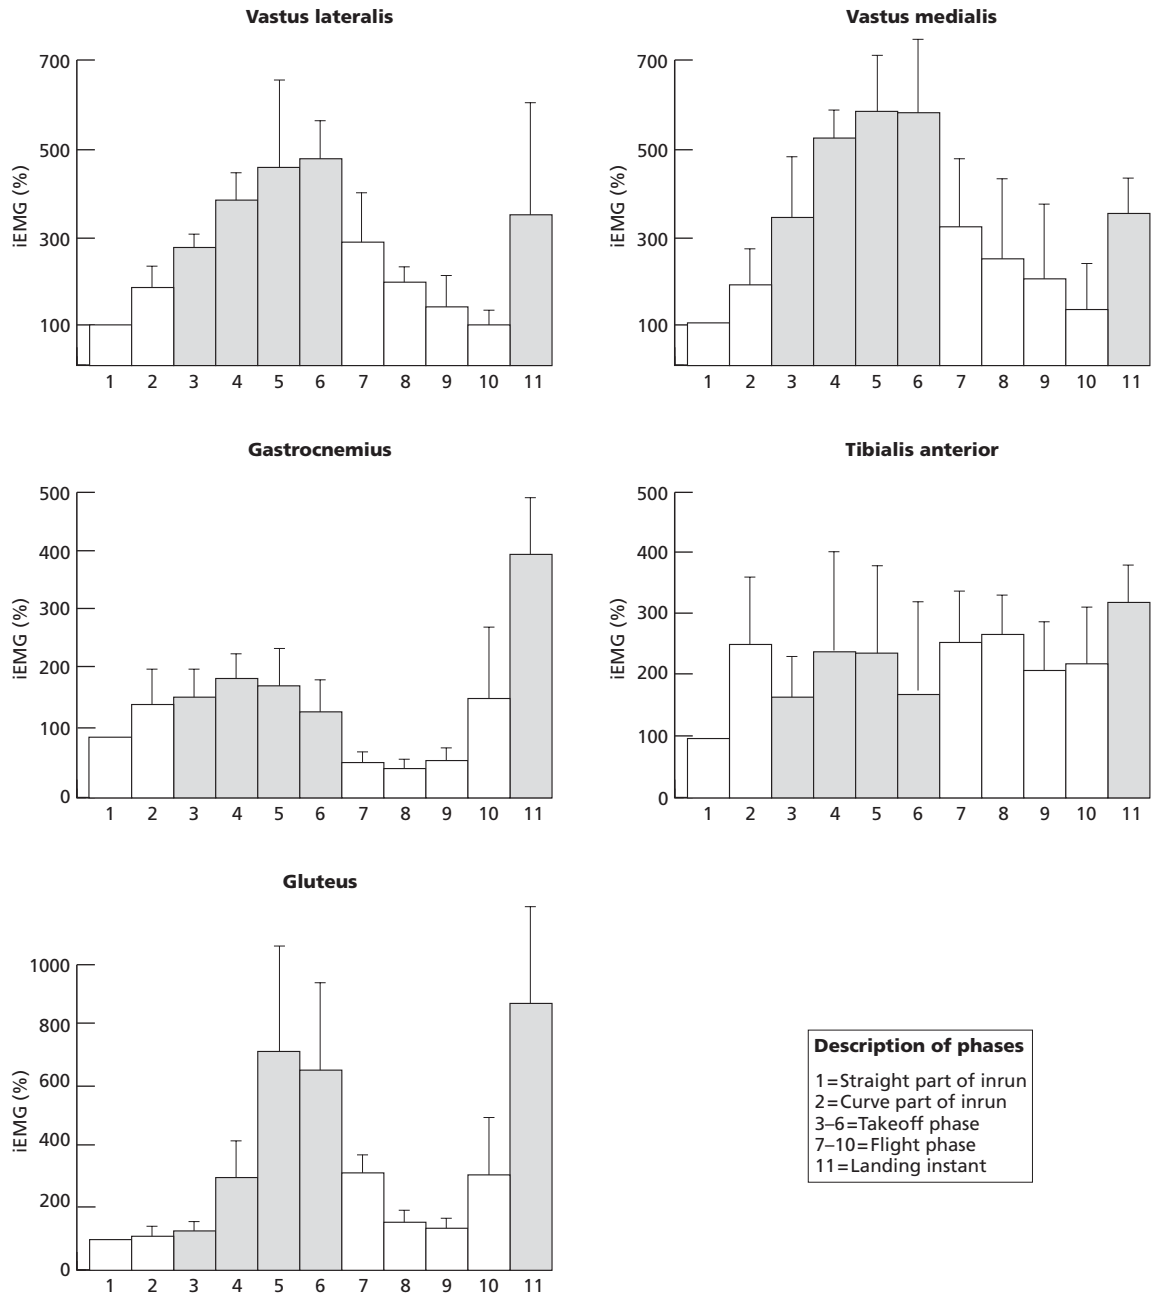 Vastus lateralis
700
500
300
100
iEMG (%)
1 2 3 4 5 6 7 8 9 10 11
Vastus medialis
700
500
300
100
iEMG (%)
1 2 3 4 5 6 7 8 9 10 11
Gastrocnemius
500
400
300
200
100
0
iEMG (%)
1 2 3 4 5 6 7 8 9 10 11
Tibialis anterior
500
400
300
200
100
0
iEMG (%)
1 2 3 4 5 6 7 8 9 10 11
Gluteus
1000
800
600
400
200
0
iEMG (%)
1 2 3 4 5 6 7 8 9 10 11
Description of phases
1=Straight part of inrun
2=Curve part of inrun
3–6=Takeoff phase
7–10=Flight phase
11=Landing instant